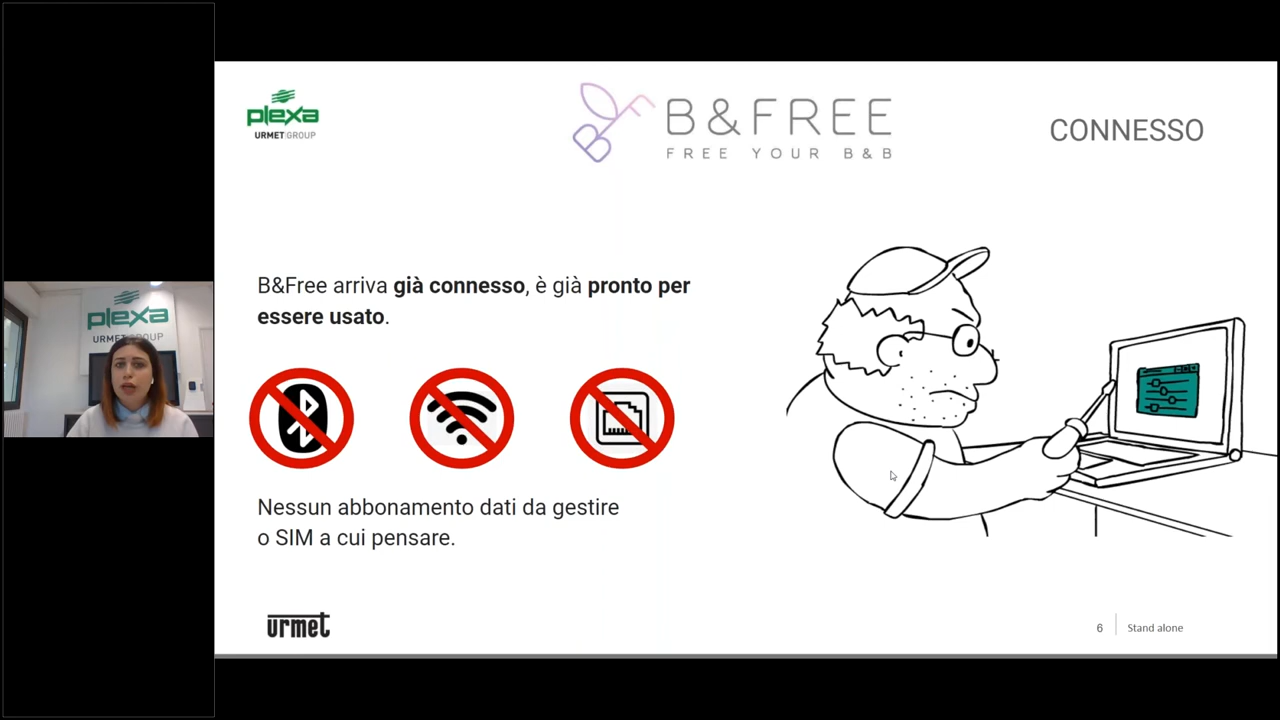 plexa
URMET GROUP
B&FREE
FREE YOUR B&B
CONNESSO
B&Free arriva già connesso, è già pronto per
essere usato.
Nessun abbonamento dati da gestire
o SIM a cui pensare.
urmet
6
Stand alone
plexa
URMET GROUP